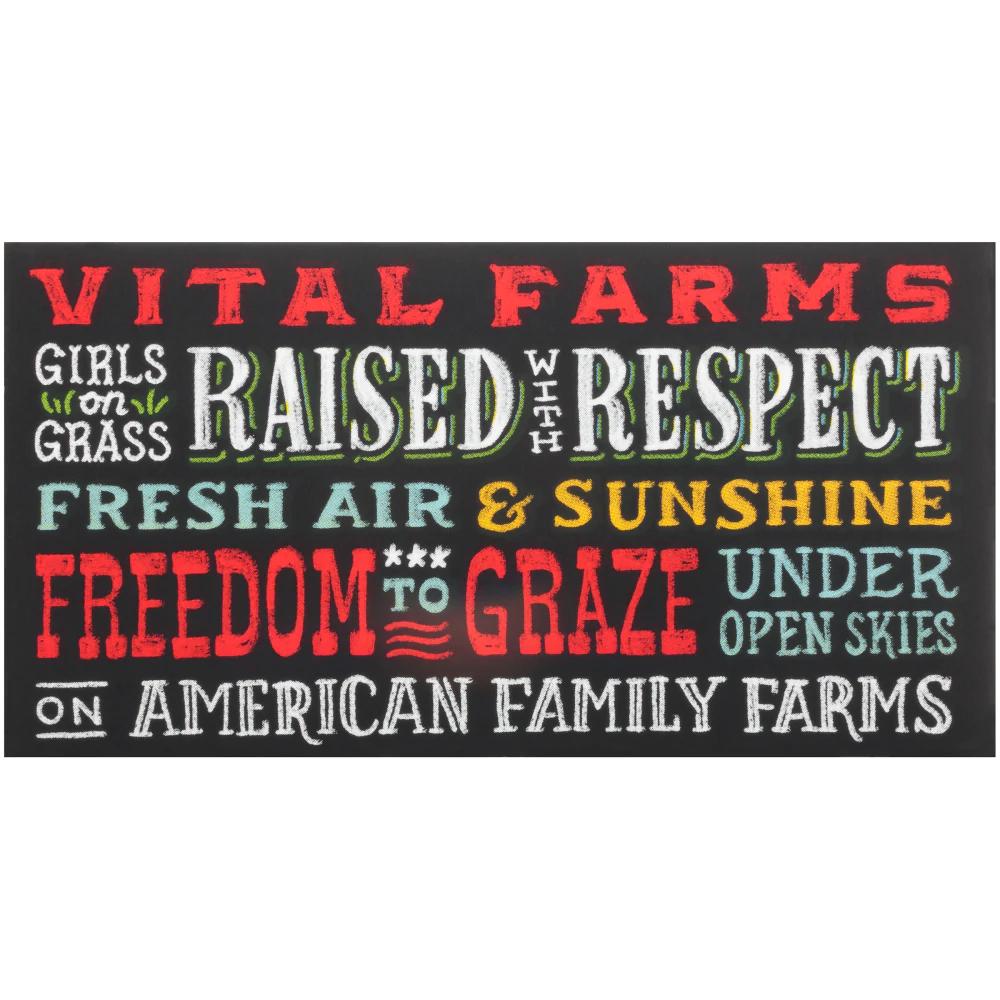 VITAL FARMS
GIRLS on GRASS RAISED WITH RESPECT
FRESH AIR & SUNSHINE
FREEDOM *** TO GRAZE UNDER OPEN SKIES
ON AMERICAN FAMILY FARMS